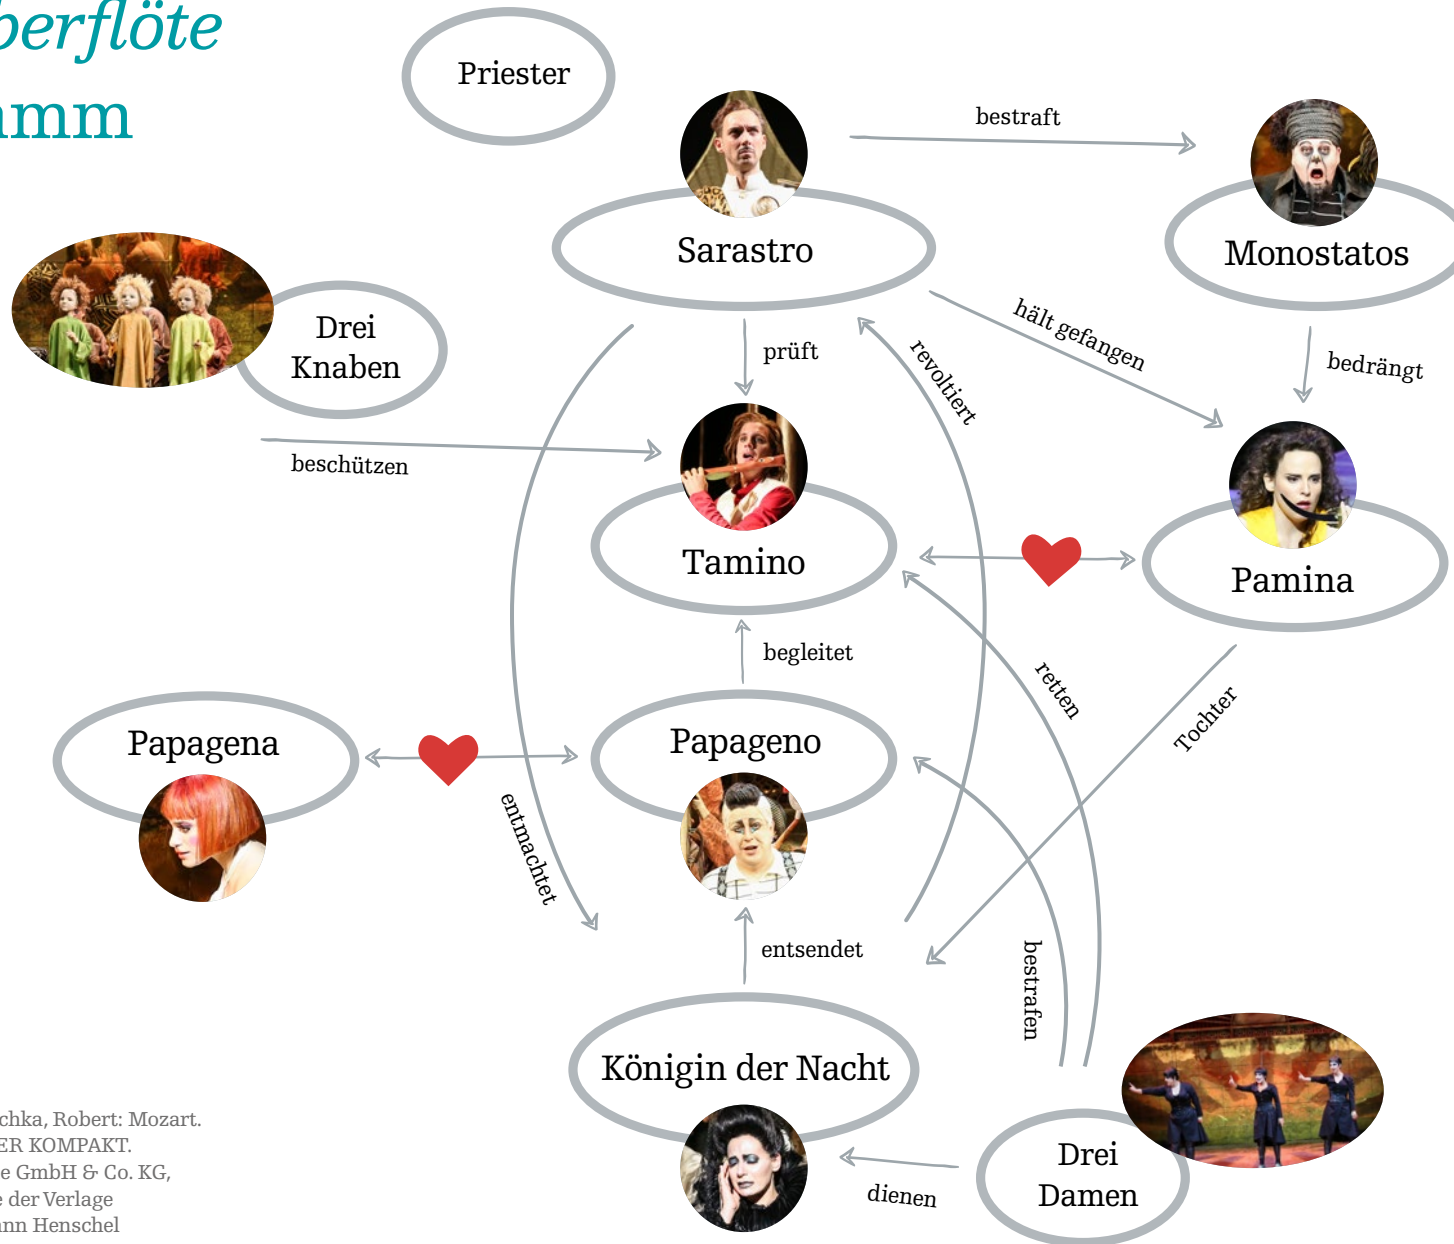 berflöte
amm
Priester
bestraft
Sarastro
Monostatos
Drei
Knaben
prüft
revoltiert
hält gefangen
bedrängt
beschützen
Tamino
Pamina
begleitet
retten
Tochter
Papagena
Papageno
entmachtet
entsendet
bestrafen
Königin der Nacht
Drei
Damen
dienen
chka, Robert: Mozart.
ER KOMPAKT.
e GmbH & Co. KG,
e der Verlage
nn Henschel